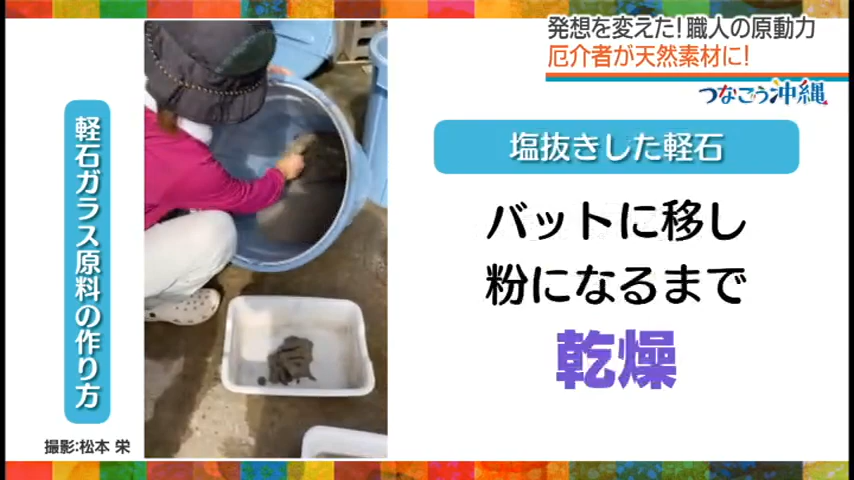 発想を変えた!職人の原動力
厄介者が天然素材に!
つなごう沖縄
軽石ガラス原料の作り方
塩抜きした軽石
バットに移し
粉になるまで
乾燥
撮影:松本 栄